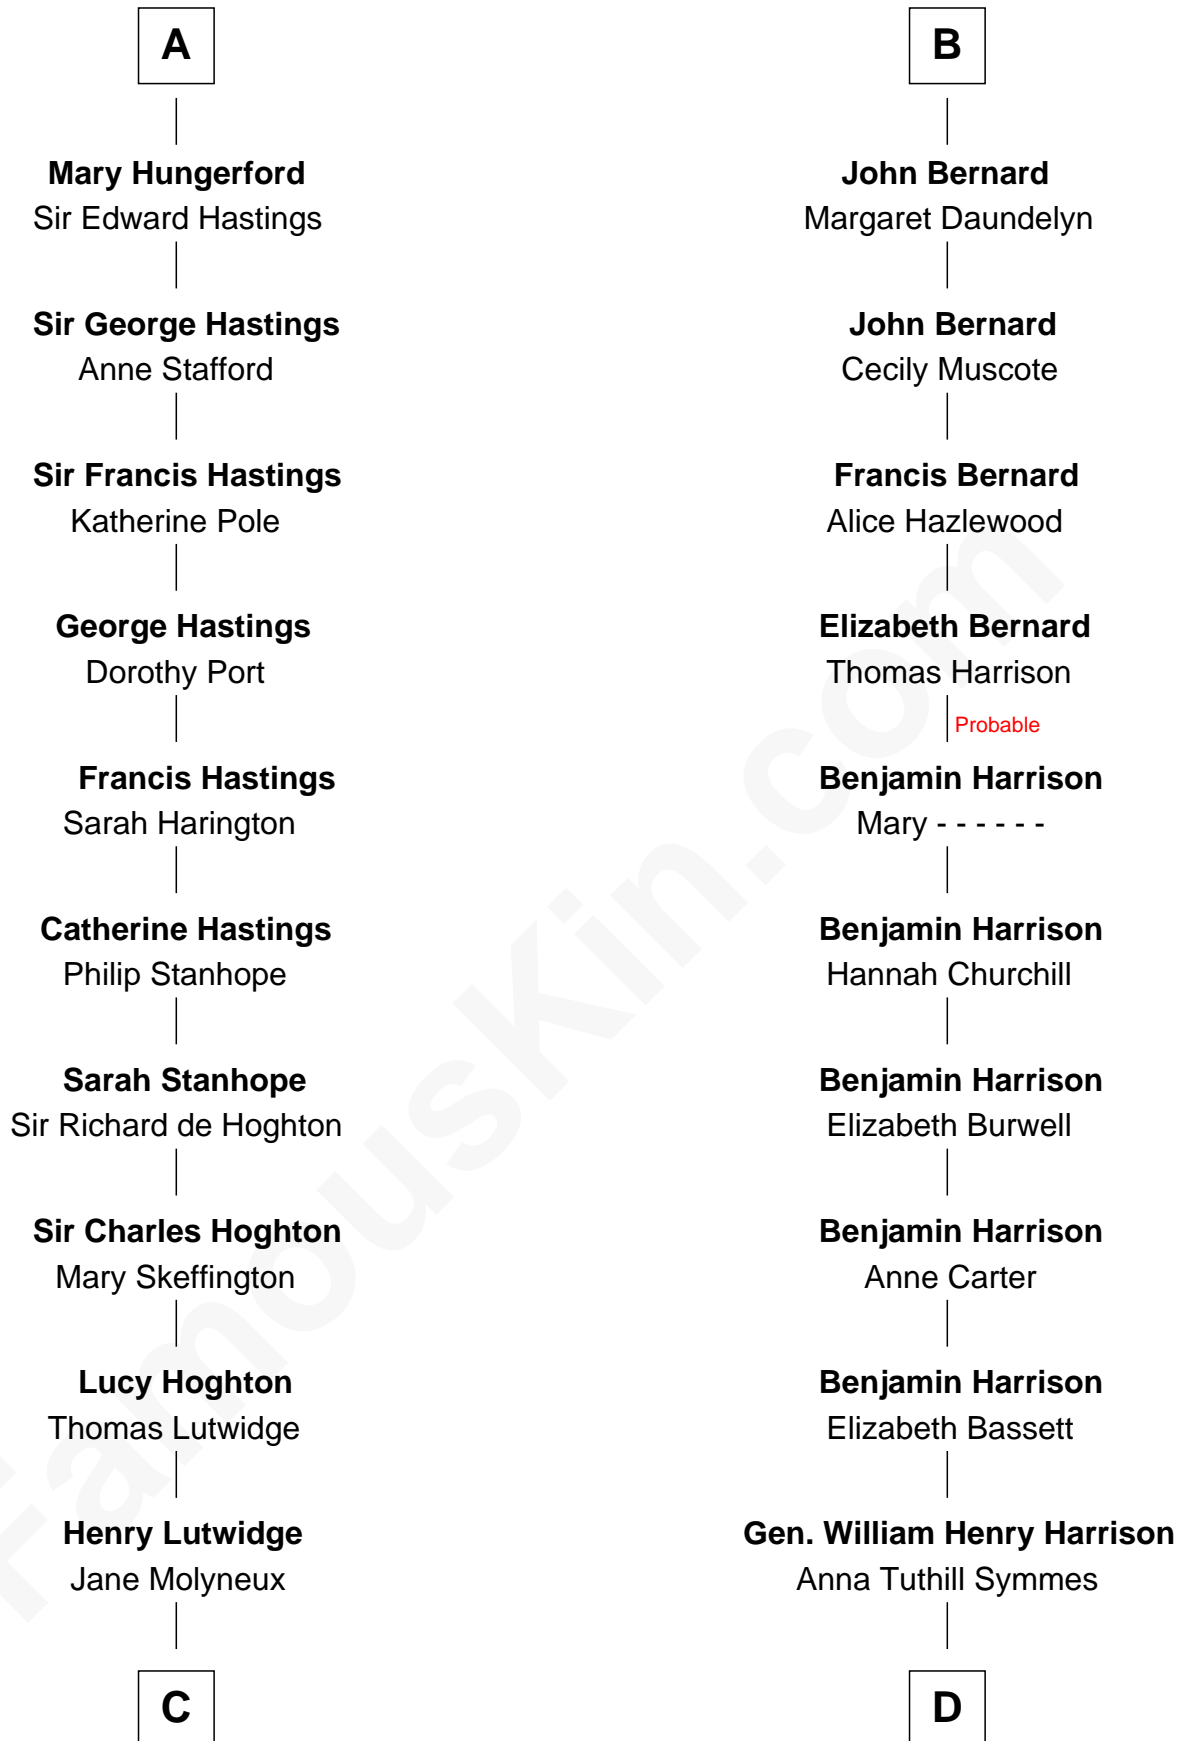 A
Mary Hungerford
Sir Edward Hastings
Sir George Hastings
Anne Stafford
Sir Francis Hastings
Katherine Pole
George Hastings
Dorothy Port
Francis Hastings
Sarah Harington
Catherine Hastings
Philip Stanhope
Sarah Stanhope
Sir Richard de Hoghton
Sir Charles Hoghton
Mary Skeffington
Lucy Hoghton
Thomas Lutwidge
Henry Lutwidge
Jane Molyneux
C
B
John Bernard
Margaret Daundelyn
John Bernard
Cecily Muscote
Francis Bernard
Alice Hazlewood
Elizabeth Bernard
Thomas Harrison
Probable
Benjamin Harrison
Mary - - - - - -
Benjamin Harrison
Hannah Churchill
Benjamin Harrison
Elizabeth Burwell
Benjamin Harrison
Anne Carter
Benjamin Harrison
Elizabeth Bassett
Gen. William Henry Harrison
Anna Tuthill Symmes
D
FamousKin.com